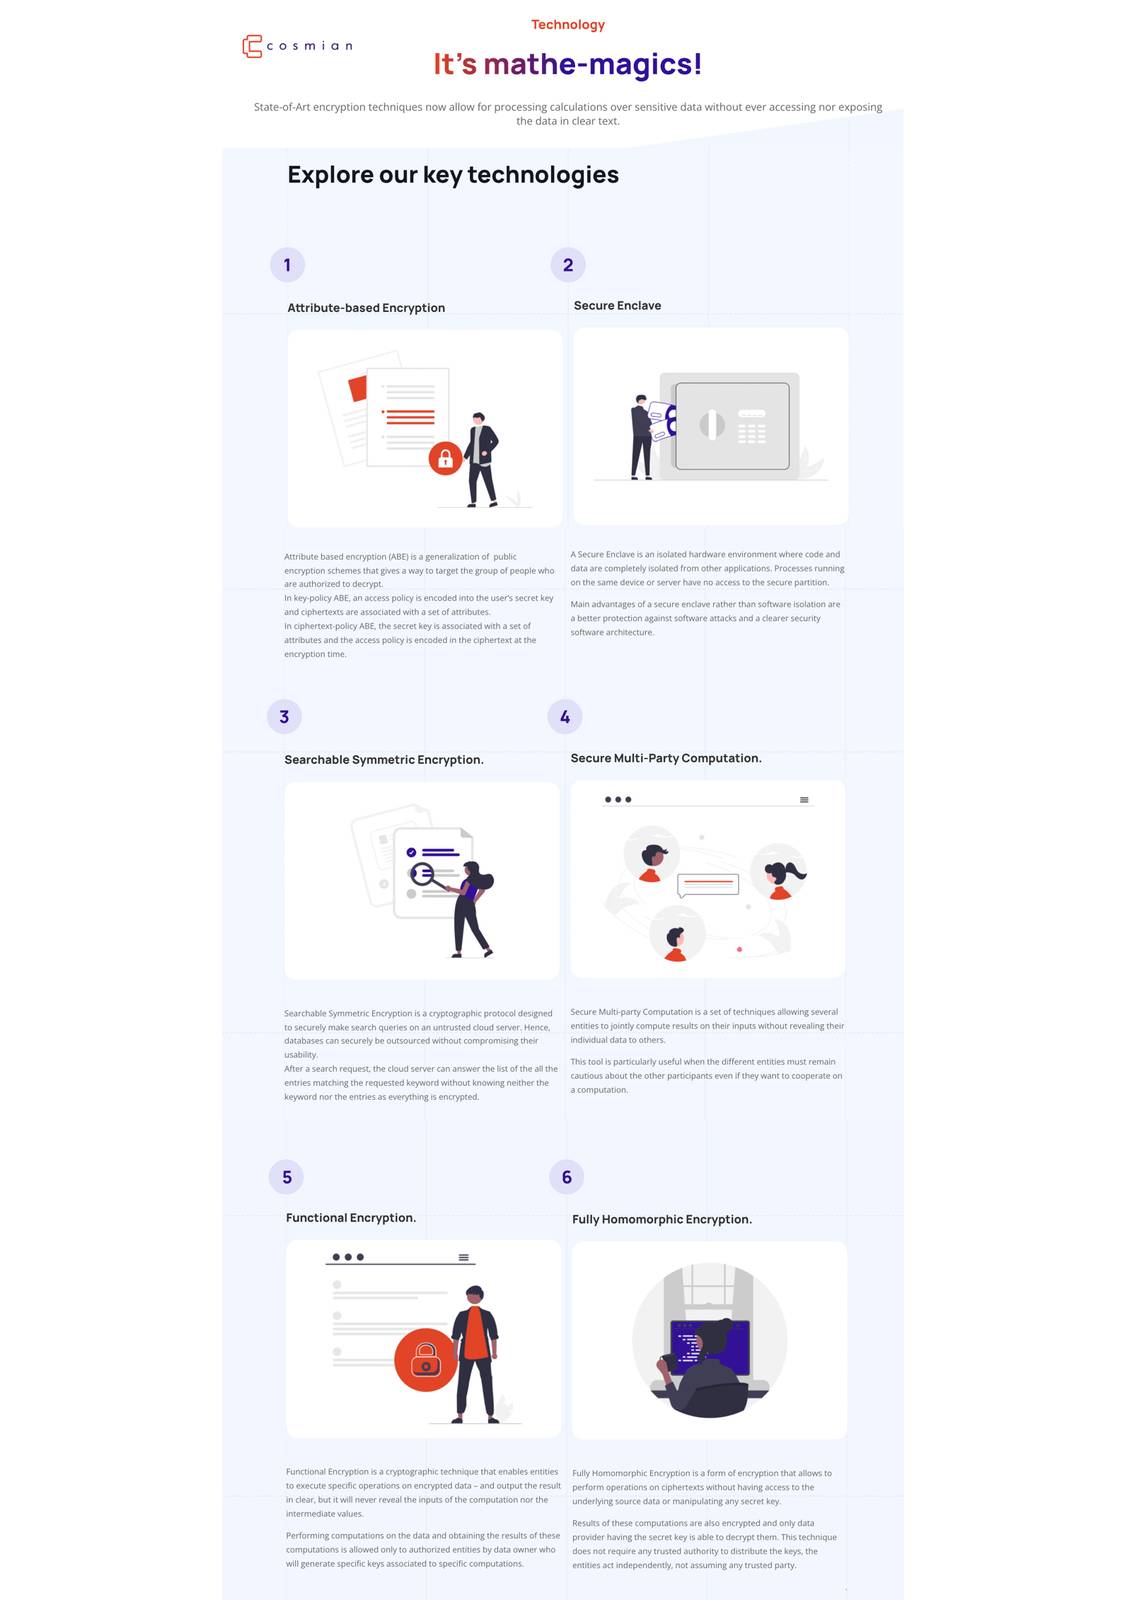 Technology
cosmian
It's mathe-magics!
State-of-Art encryption techniques now allow for processing calculations over sensitive data without ever accessing nor exposing
the data in clear text.
Explore our key technologies
1
Attribute-based Encryption
Attribute based encryption (ABE) is a generalization of public
encryption schemes that gives a way to target the group of people who
are authorized to decrypt.
In key-policy ABE, an access policy is encoded into the user's secret key
and ciphertexts are associated with a set of attributes.
In ciphertext-policy ABE, the secret key is associated with a set of
attributes and the access policy is encoded in the ciphertext at the
encryption time.
2
Secure Enclave
A Secure Enclave is an isolated hardware environment where code and
data are completely isolated from other applications. Processes running
on the same device or server have no access to the secure partition.
Main advantages of a secure enclave rather than software isolation are
a better protection against software attacks and a clearer security
software architecture.
3
Searchable Symmetric Encryption.
Searchable Symmetric Encryption is a cryptographic protocol designed
to securely make search queries on an untrusted cloud server. Hence,
databases can securely be outsourced without compromising their
usability.
After a search request, the cloud server can answer the list of the all the
entries matching the requested keyword without knowing neither the
keyword nor the entries as everything is encrypted.
4
Secure Multi-Party Computation.
Secure Multi-party Computation is a set of techniques allowing several
entities to jointly compute results on their inputs without revealing their
individual data to others.
This tool is particularly useful when the different entities must remain
cautious about the other participants even if they want to cooperate on
a computation.
5
Functional Encryption.
Functional Encryption is a cryptographic technique that enables entities
to execute specific operations on encrypted data – and output the result
in clear, but it will never reveal the inputs of the computation nor the
intermediate values.
Performing computations on the data and obtaining the results of these
computations is allowed only to authorized entities by data owner who
will generate specific keys associated to specific computations.
6
Fully Homomorphic Encryption.
Fully Homomorphic Encryption is a form of encryption that allows to
perform operations on ciphertexts without having access to the
underlying source data or manipulating any secret key.
Results of these computations are also encrypted and only data
provider having the secret key is able to decrypt them. This technique
does not require any trusted authority to distribute the keys, the
entities act independently, not assuming any trusted party.